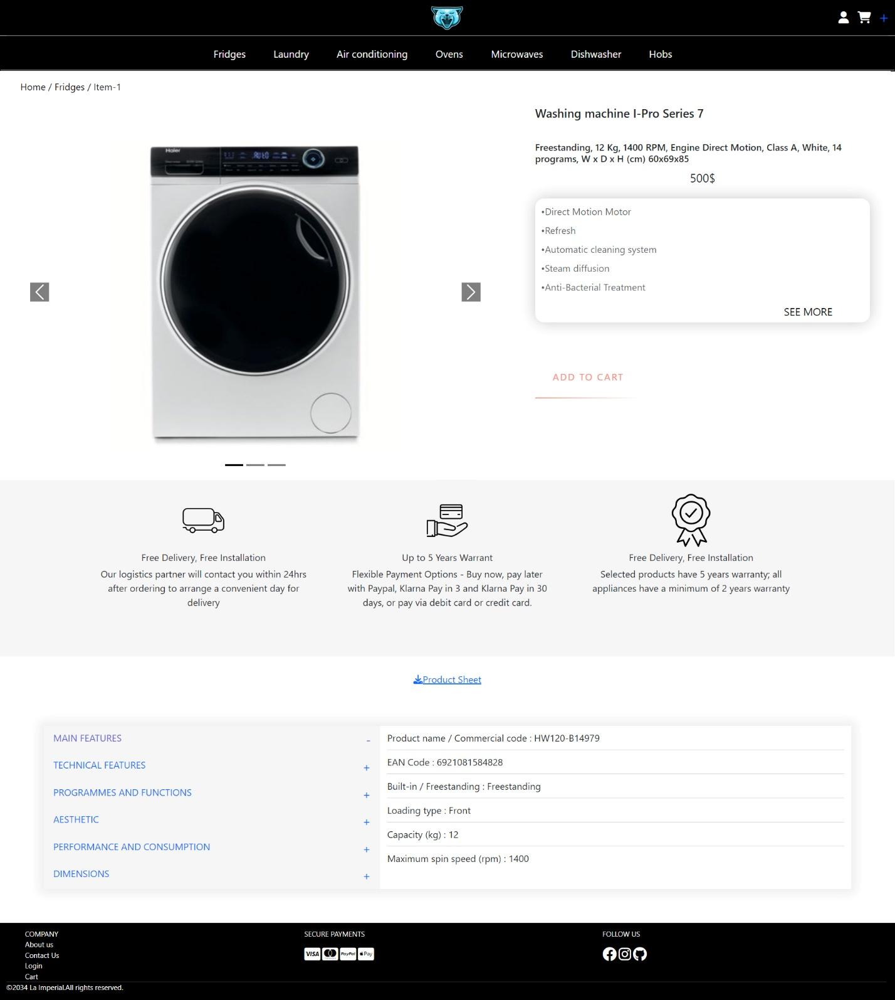 +
Fridges Laundry Air conditioning Ovens Microwaves Dishwasher Hobs
Home / Fridges / Item-1
Washing machine I-Pro Series 7
Freestanding, 12 Kg, 1400 RPM, Engine Direct Motion, Class A, White, 14
programs, W x D x H (cm) 60x69x85
500$
Haier
•Direct Motion Motor
•Refresh
•Automatic cleaning system
•Steam diffusion
•Anti-Bacterial Treatment
SEE MORE
ADD TO CART
Free Delivery, Free Installation
Our logistics partner will contact you within 24hrs
after ordering to arrange a convenient day for
delivery
Up to 5 Years Warrant
Flexible Payment Options - Buy now, pay later
with Paypal, Klarna Pay in 3 and Klarna Pay in 30
days, or pay via debit card or credit card.
Free Delivery, Free Installation
Selected products have 5 years warranty; all
appliances have a minimum of 2 years warranty
Product Sheet
MAIN FEATURES -
TECHNICAL FEATURES +
PROGRAMMES AND FUNCTIONS +
AESTHETIC +
PERFORMANCE AND CONSUMPTION +
DIMENSIONS +
Product name / Commercial code : HW120-B14979
EAN Code : 6921081584828
Built-in / Freestanding : Freestanding
Loading type : Front
Capacity (kg) : 12
Maximum spin speed (rpm) : 1400
COMPANY
About us
Contact Us
Login
Cart
SECURE PAYMENTS
VISA PayPal Pay
FOLLOW US
©2034 La Imperial.All rights reserved.